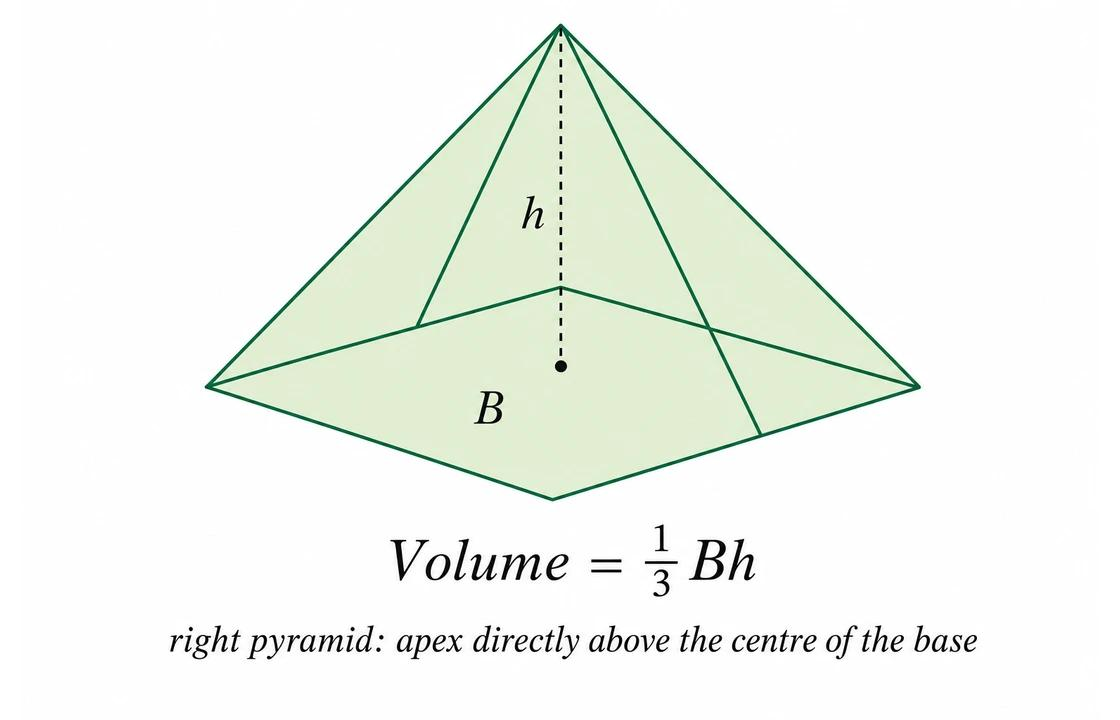 h
B
Volume = 1/3 Bh
right pyramid: apex directly above the centre of the base